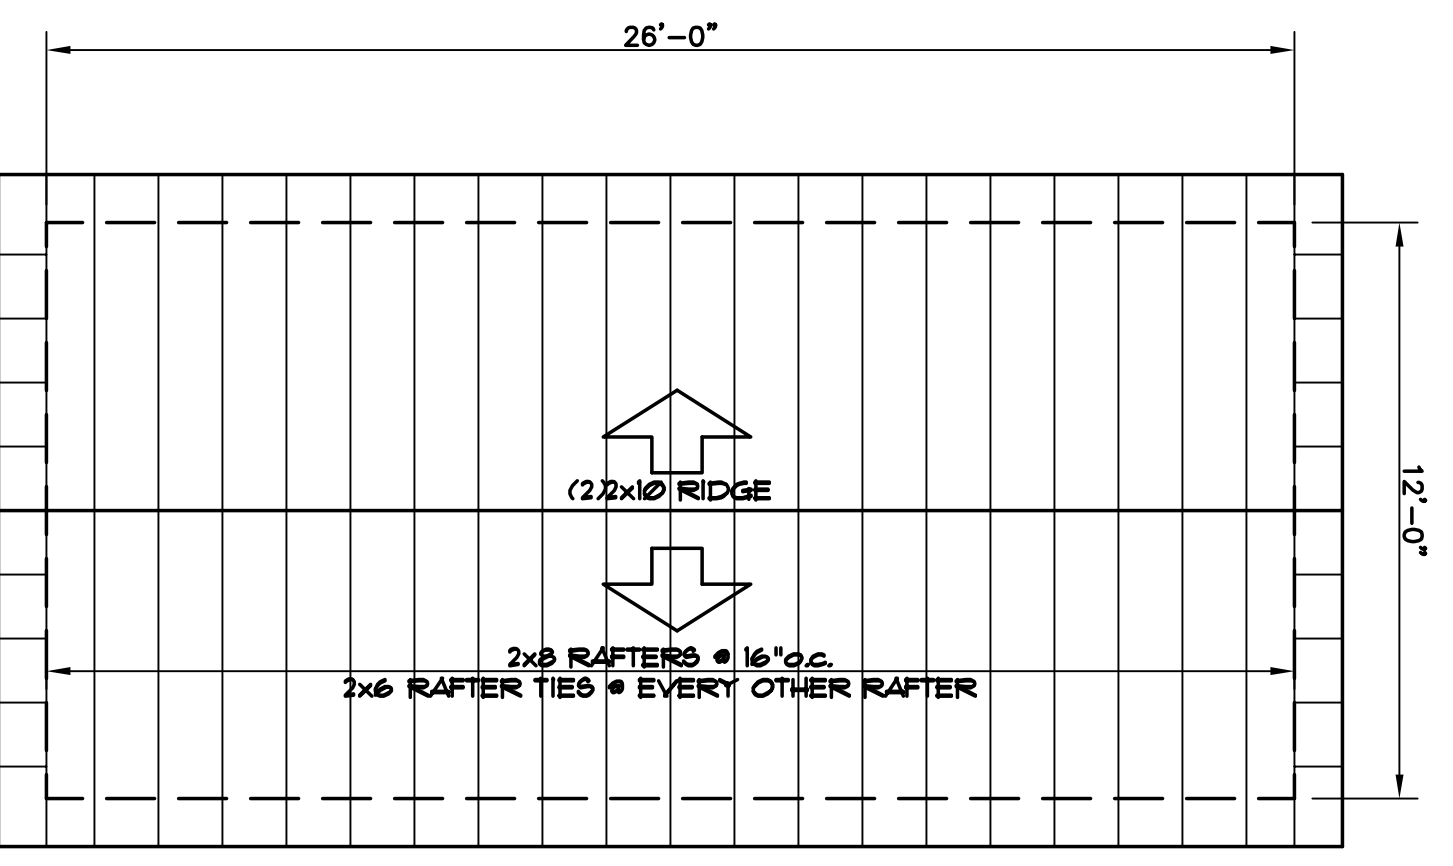 26'-0"
12'-0"
(2)2x10 RIDGE
2x8 RAFTERS @ 16"o.c.
2x6 RAFTER TIES @ EVERY OTHER RAFTER